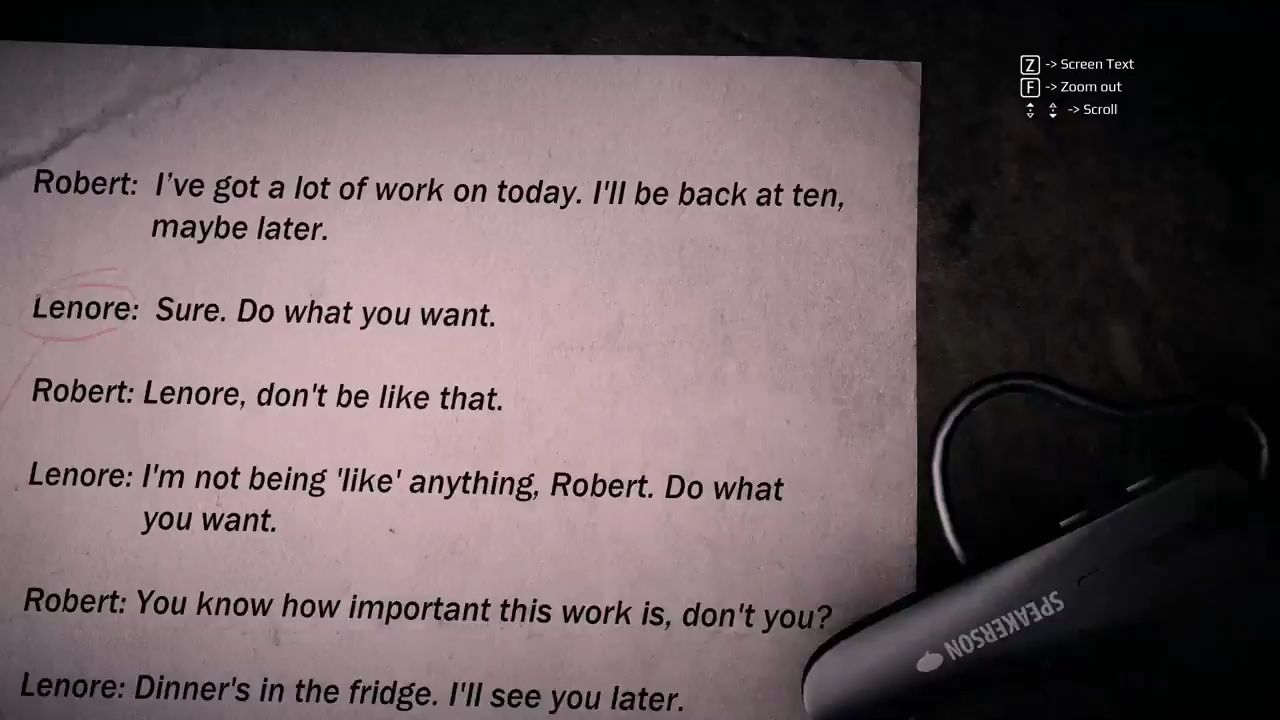 Z -> Screen Text
F -> Zoom out
-> Scroll
Robert: I've got a lot of work on today. I'll be back at ten,
maybe later.
Lenore: Sure. Do what you want.
Robert: Lenore, don't be like that.
Lenore: I'm not being 'like' anything, Robert. Do what
you want.
Robert: You know how important this work is, don't you?
Lenore: Dinner's in the fridge. I'll see you later.
SPEAKERSON